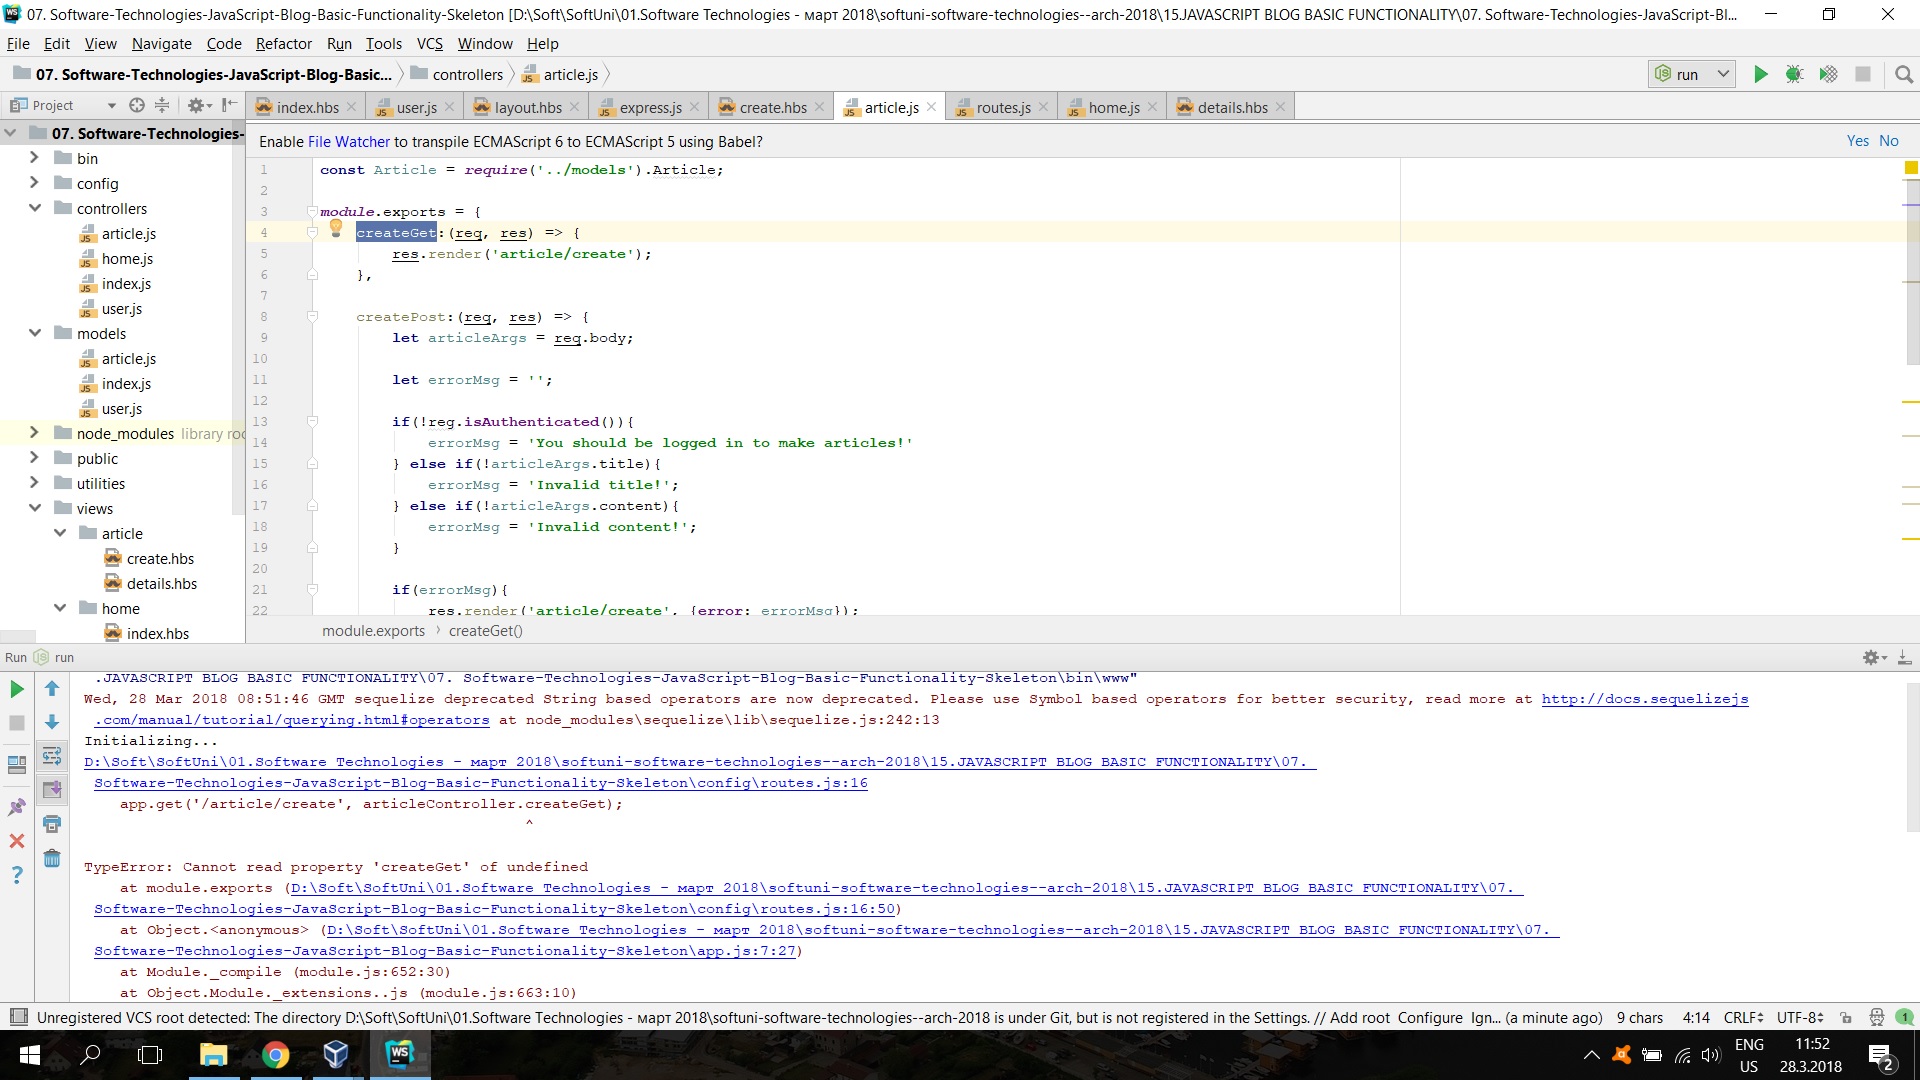 07. Software-Technologies-JavaScript-Blog-Basic-Functionality-Skeleton [D:\Soft\SoftUni\01.Software Technologies - март 2018\softuni-software-technologies--arch-2018\15.JAVASCRIPT BLOG BASIC FUNCTIONALITY\07. Software-Technologies-JavaScript-Bl...
File Edit View Navigate Code Refactor Run Tools VCS Window Help
07. Software-Technologies-JavaScript-Blog-Basic... controllers article.js run
Project index.hbs user.js layout.hbs express.js create.hbs article.js routes.js home.js details.hbs
07. Software-Technologies-
bin
config
controllers
article.js
home.js
index.js
user.js
models
article.js
index.js
user.js
node_modules library roo
public
utilities
views
article
create.hbs
details.hbs
home
index.hbs
Enable File Watcher to transpile ECMAScript 6 to ECMAScript 5 using Babel? Yes No
1 const Article = require('../models').Article;
2
3 module.exports = {
4 createGet:(req, res) => {
5 res.render('article/create');
6 },
7
8 createPost:(req, res) => {
9 let articleArgs = req.body;
10
11 let errorMsg = '';
12
13 if(!req.isAuthenticated()){
14 errorMsg = 'You should be logged in to make articles!'
15 } else if(!articleArgs.title){
16 errorMsg = 'Invalid title!';
17 } else if(!articleArgs.content){
18 errorMsg = 'Invalid content!';
19 }
20
21 if(errorMsg){
22 res.render('article/create', {error: errorMsg});
module.exports › createGet()
Run run
.JAVASCRIPT BLOG BASIC FUNCTIONALITY\07. Software-Technologies-JavaScript-Blog-Basic-Functionality-Skeleton\bin\www"
Wed, 28 Mar 2018 08:51:46 GMT sequelize deprecated String based operators are now deprecated. Please use Symbol based operators for better security, read more at http://docs.sequelizejs
.com/manual/tutorial/querying.html#operators at node_modules\sequelize\lib\sequelize.js:242:13
Initializing...
D:\Soft\SoftUni\01.Software Technologies - март 2018\softuni-software-technologies--arch-2018\15.JAVASCRIPT BLOG BASIC FUNCTIONALITY\07.
Software-Technologies-JavaScript-Blog-Basic-Functionality-Skeleton\config\routes.js:16
app.get('/article/create', articleController.createGet);
^
TypeError: Cannot read property 'createGet' of undefined
at module.exports (D:\Soft\SoftUni\01.Software Technologies - март 2018\softuni-software-technologies--arch-2018\15.JAVASCRIPT BLOG BASIC FUNCTIONALITY\07.
Software-Technologies-JavaScript-Blog-Basic-Functionality-Skeleton\config\routes.js:16:50)
at Object.<anonymous> (D:\Soft\SoftUni\01.Software Technologies - март 2018\softuni-software-technologies--arch-2018\15.JAVASCRIPT BLOG BASIC FUNCTIONALITY\07.
Software-Technologies-JavaScript-Blog-Basic-Functionality-Skeleton\app.js:7:27)
at Module._compile (module.js:652:30)
at Object.Module._extensions..js (module.js:663:10)
Unregistered VCS root detected: The directory D:\Soft\SoftUni\01.Software Technologies - март 2018\softuni-software-technologies--arch-2018 is under Git, but is not registered in the Settings. // Add root Configure Ign... (a minute ago) 9 chars 4:14 CRLF UTF-8 1
ENG 11:52
US 28.3.2018 2